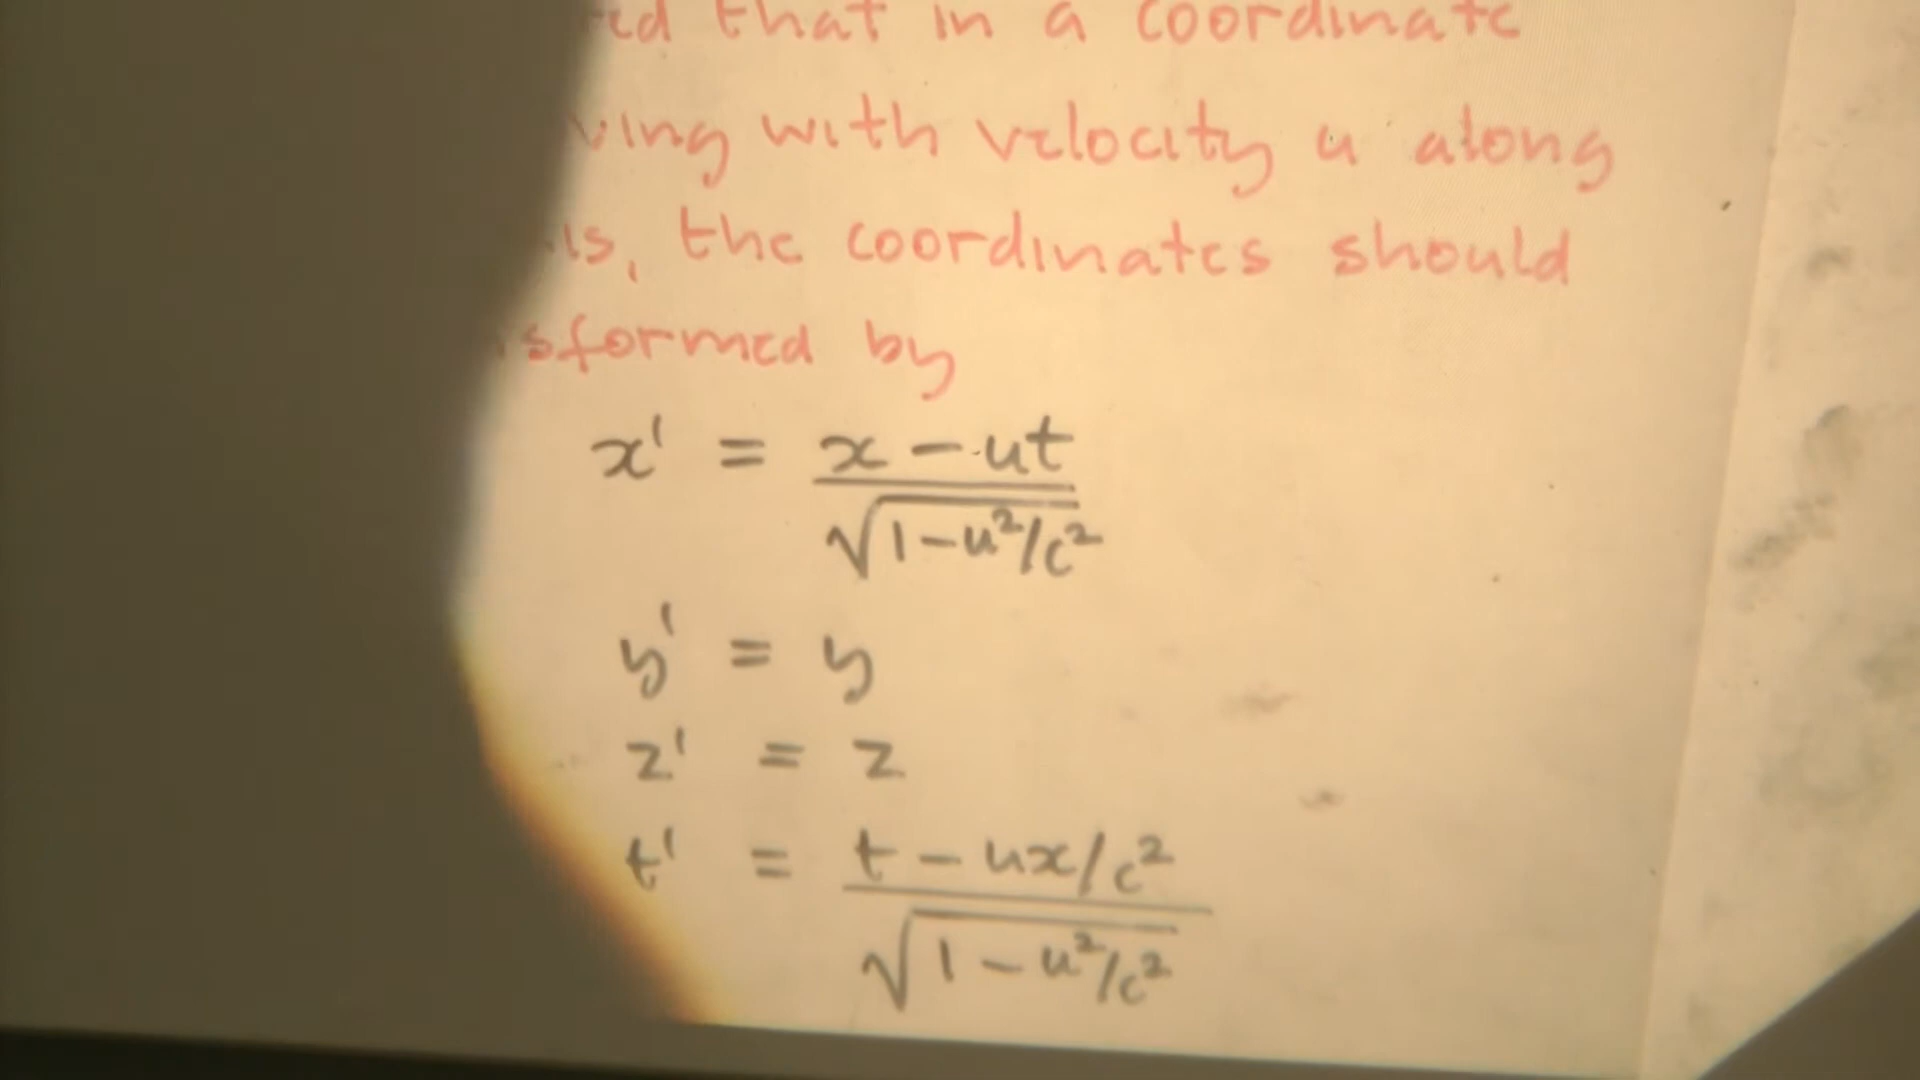 that in a coordinate
with velocity u along
the coordinates should
by
x' = x - ut / √1-u²/c²
y' = y
z' = z
t' = t - ux/c² / √1-u²/c²